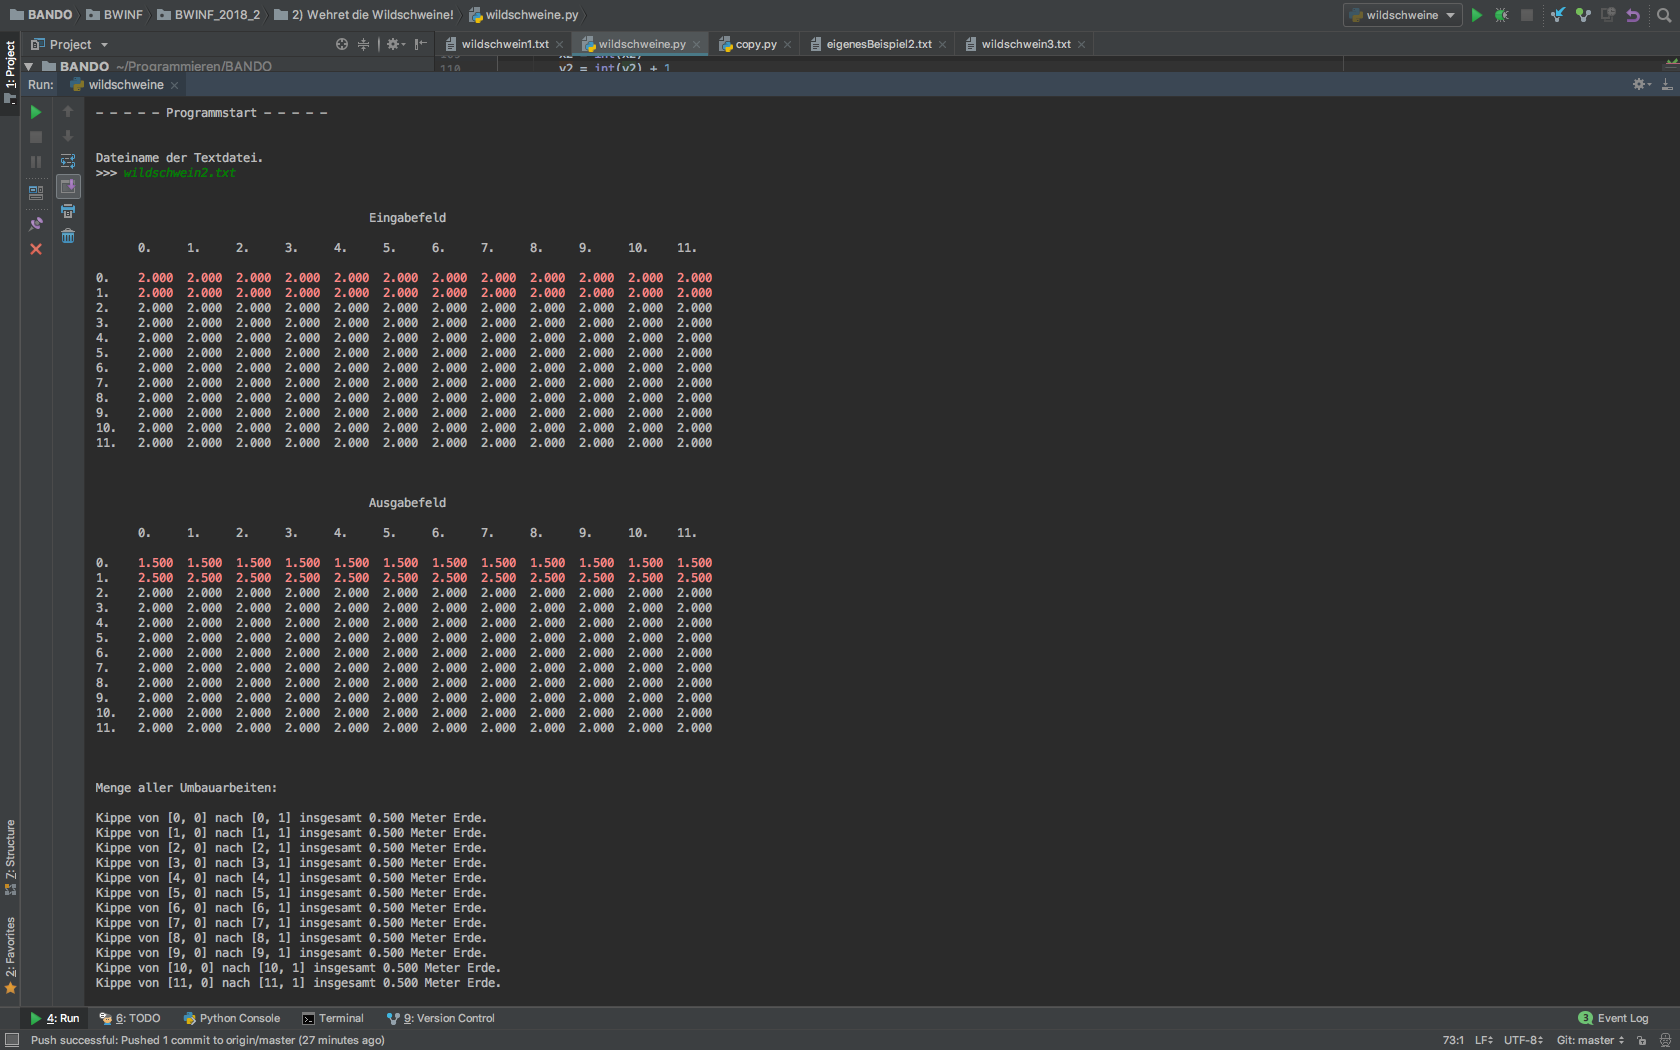 BANDO BWINF BWINF_2018_2 2) Wehret die Wildschweine! wildschweine.py wildschweine
Project wildschwein1.txt wildschweine.py copy.py eigenesBeispiel2.txt wildschwein3.txt
1: Project
BANDO ~/Programmieren/BANDO
110 y2 = int(y2) + 1
Run: wildschweine
- - - - - Programmstart - - - - -
Dateiname der Textdatei.
>>> wildschwein2.txt
Eingabefeld
0. 1. 2. 3. 4. 5. 6. 7. 8. 9. 10. 11.
0. 2.000 2.000 2.000 2.000 2.000 2.000 2.000 2.000 2.000 2.000 2.000 2.000
1. 2.000 2.000 2.000 2.000 2.000 2.000 2.000 2.000 2.000 2.000 2.000 2.000
2. 2.000 2.000 2.000 2.000 2.000 2.000 2.000 2.000 2.000 2.000 2.000 2.000
3. 2.000 2.000 2.000 2.000 2.000 2.000 2.000 2.000 2.000 2.000 2.000 2.000
4. 2.000 2.000 2.000 2.000 2.000 2.000 2.000 2.000 2.000 2.000 2.000 2.000
5. 2.000 2.000 2.000 2.000 2.000 2.000 2.000 2.000 2.000 2.000 2.000 2.000
6. 2.000 2.000 2.000 2.000 2.000 2.000 2.000 2.000 2.000 2.000 2.000 2.000
7. 2.000 2.000 2.000 2.000 2.000 2.000 2.000 2.000 2.000 2.000 2.000 2.000
8. 2.000 2.000 2.000 2.000 2.000 2.000 2.000 2.000 2.000 2.000 2.000 2.000
9. 2.000 2.000 2.000 2.000 2.000 2.000 2.000 2.000 2.000 2.000 2.000 2.000
10. 2.000 2.000 2.000 2.000 2.000 2.000 2.000 2.000 2.000 2.000 2.000 2.000
11. 2.000 2.000 2.000 2.000 2.000 2.000 2.000 2.000 2.000 2.000 2.000 2.000
Ausgabefeld
0. 1. 2. 3. 4. 5. 6. 7. 8. 9. 10. 11.
0. 1.500 1.500 1.500 1.500 1.500 1.500 1.500 1.500 1.500 1.500 1.500 1.500
1. 2.500 2.500 2.500 2.500 2.500 2.500 2.500 2.500 2.500 2.500 2.500 2.500
2. 2.000 2.000 2.000 2.000 2.000 2.000 2.000 2.000 2.000 2.000 2.000 2.000
3. 2.000 2.000 2.000 2.000 2.000 2.000 2.000 2.000 2.000 2.000 2.000 2.000
4. 2.000 2.000 2.000 2.000 2.000 2.000 2.000 2.000 2.000 2.000 2.000 2.000
5. 2.000 2.000 2.000 2.000 2.000 2.000 2.000 2.000 2.000 2.000 2.000 2.000
6. 2.000 2.000 2.000 2.000 2.000 2.000 2.000 2.000 2.000 2.000 2.000 2.000
7. 2.000 2.000 2.000 2.000 2.000 2.000 2.000 2.000 2.000 2.000 2.000 2.000
8. 2.000 2.000 2.000 2.000 2.000 2.000 2.000 2.000 2.000 2.000 2.000 2.000
9. 2.000 2.000 2.000 2.000 2.000 2.000 2.000 2.000 2.000 2.000 2.000 2.000
10. 2.000 2.000 2.000 2.000 2.000 2.000 2.000 2.000 2.000 2.000 2.000 2.000
11. 2.000 2.000 2.000 2.000 2.000 2.000 2.000 2.000 2.000 2.000 2.000 2.000
Menge aller Umbauarbeiten:
Kippe von [0, 0] nach [0, 1] insgesamt 0.500 Meter Erde.
Kippe von [1, 0] nach [1, 1] insgesamt 0.500 Meter Erde.
Kippe von [2, 0] nach [2, 1] insgesamt 0.500 Meter Erde.
Kippe von [3, 0] nach [3, 1] insgesamt 0.500 Meter Erde.
Kippe von [4, 0] nach [4, 1] insgesamt 0.500 Meter Erde.
Kippe von [5, 0] nach [5, 1] insgesamt 0.500 Meter Erde.
Kippe von [6, 0] nach [6, 1] insgesamt 0.500 Meter Erde.
Kippe von [7, 0] nach [7, 1] insgesamt 0.500 Meter Erde.
Kippe von [8, 0] nach [8, 1] insgesamt 0.500 Meter Erde.
Kippe von [9, 0] nach [9, 1] insgesamt 0.500 Meter Erde.
Kippe von [10, 0] nach [10, 1] insgesamt 0.500 Meter Erde.
Kippe von [11, 0] nach [11, 1] insgesamt 0.500 Meter Erde.
7: Structure
2: Favorites
4: Run 6: TODO Python Console Terminal 9: Version Control 3 Event Log
Push successful: Pushed 1 commit to origin/master (27 minutes ago) 73:1 LF UTF-8 Git: master